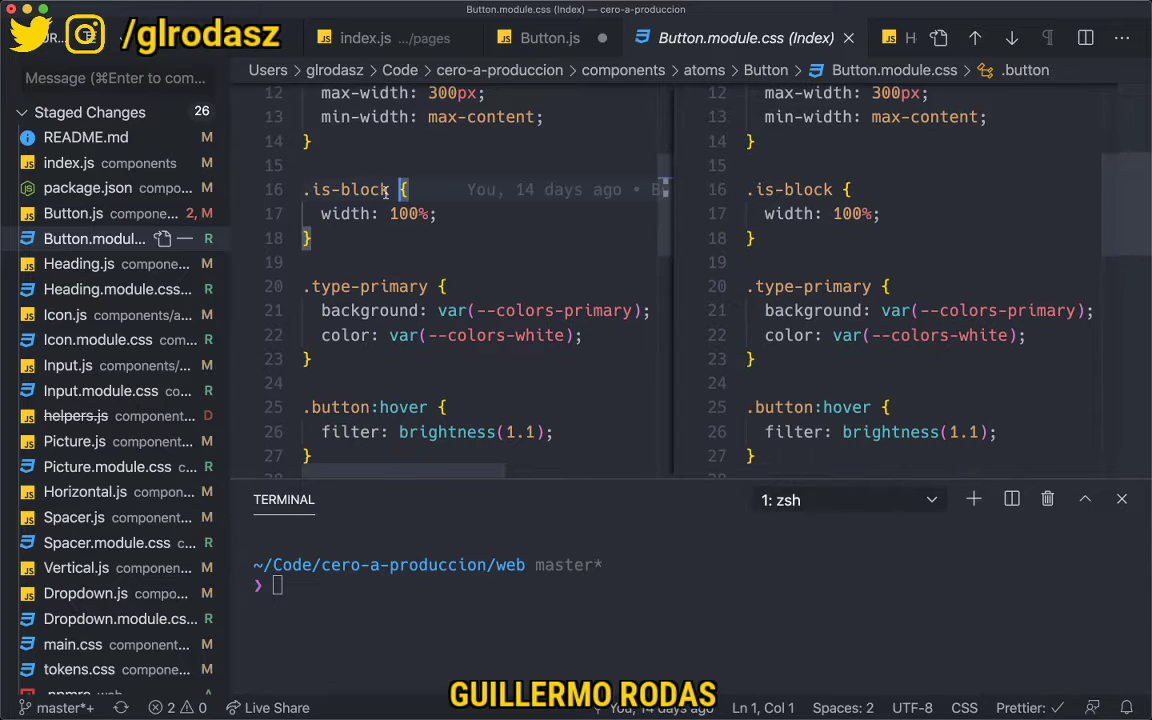 Button.module.css (Index) — cero-a-produccion
/glrodasz
index.js .../pages
Button.js
Button.module.css (Index)
H
Message (⌘Enter to com...
Users > glrodasz > Code > cero-a-produccion > components > atoms > Button > Button.module.css > .button
Staged Changes 26
README.md M
index.js components M
package.json compone... M
Button.js compone... 2, M
Button.modul... R
Heading.js compone... M
Heading.module.css... R
Icon.js components/a... M
Icon.module.css com... R
Input.js components/... M
Input.module.css co... R
helpers.js component... D
Picture.js component... M
Picture.module.css ... R
Horizontal.js compon... M
Spacer.js component... M
Spacer.module.css c... R
Vertical.js compone... M
Dropdown.js compo... M
Dropdown.module.cs... R
main.css components M
tokens.css compone... M
12 max-width: 300px;
13 min-width: max-content;
14 }
15
16 .is-block { You, 14 days ago • B
17 width: 100%;
18 }
19
20 .type-primary {
21 background: var(--colors-primary);
22 color: var(--colors-white);
23 }
24
25 .button:hover {
26 filter: brightness(1.1);
27 }
12 max-width: 300px;
13 min-width: max-content;
14 }
15
16 .is-block {
17 width: 100%;
18 }
19
20 .type-primary {
21 background: var(--colors-primary);
22 color: var(--colors-white);
23 }
24
25 .button:hover {
26 filter: brightness(1.1);
27 }
TERMINAL
1: zsh
~/Code/cero-a-produccion/web master*
❯
GUILLERMO RODAS
master*+ 2 0 Live Share You, 14 days ago Ln 1, Col 1 Spaces: 2 UTF-8 LF CSS Prettier: ✓